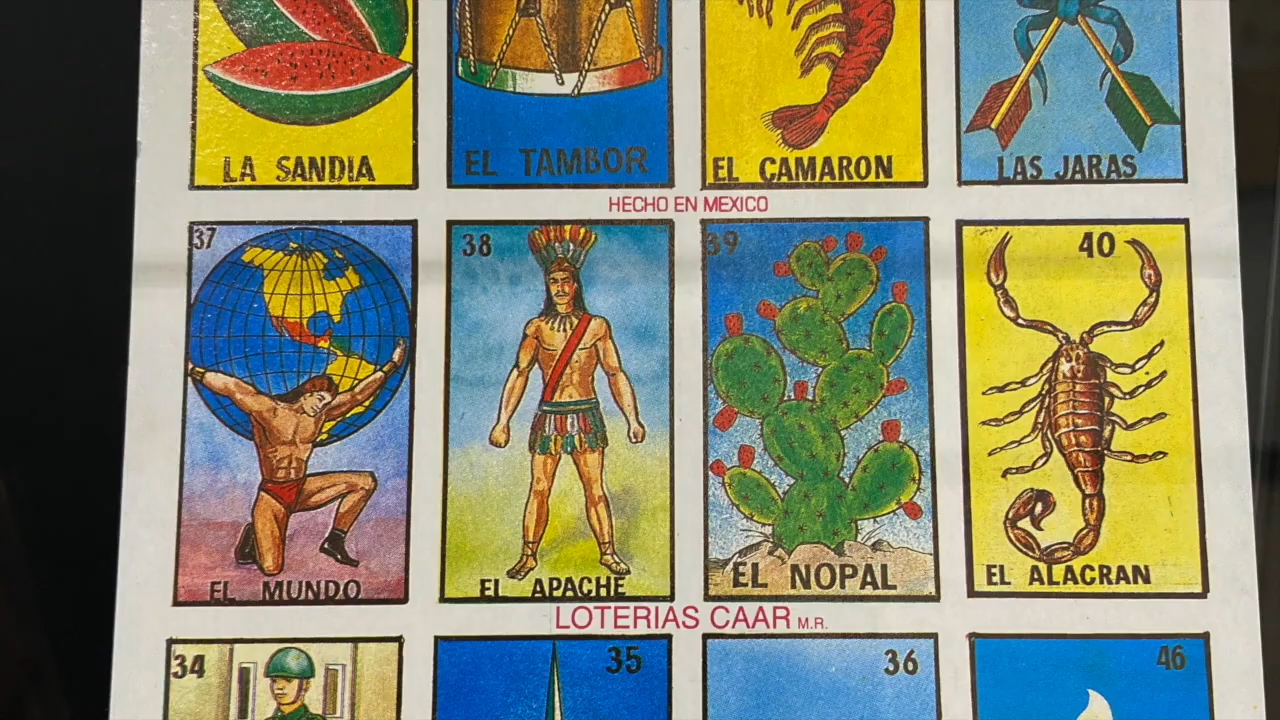 LA SANDIA
EL TAMBOR
EL CAMARON
LAS JARAS
HECHO EN MEXICO
37
38
39
40
EL MUNDO
EL APACHE
EL NOPAL
EL ALACRAN
LOTERIAS CAAR M.R.
34
35
36
46